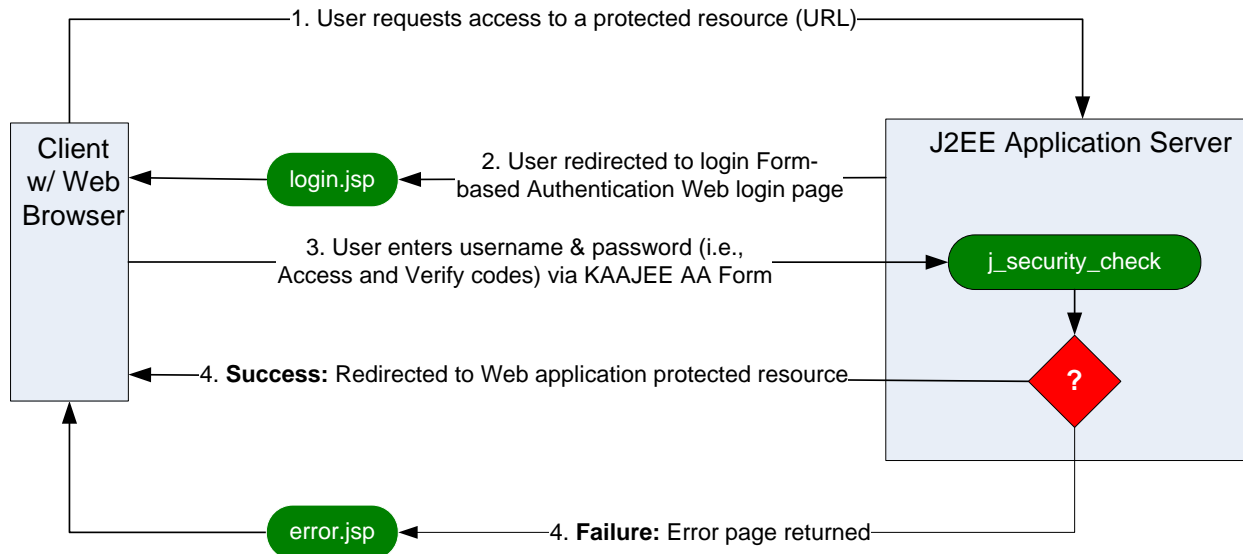 1. User requests access to a protected resource (URL)
Client
w/ Web
Browser
J2EE Application Server
login.jsp
2. User redirected to login Form-
based Authentication Web login page
3. User enters username & password (i.e.,
Access and Verify codes) via KAAJEE AA Form
j_security_check
4. Success: Redirected to Web application protected resource
?
error.jsp
4. Failure: Error page returned